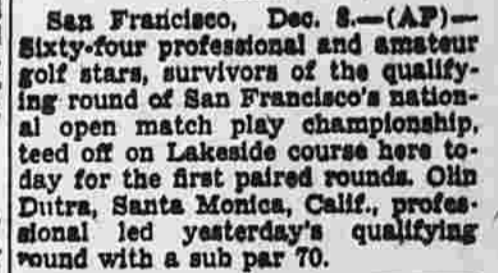 San Francisco, Dec. 8.—(AP)—
Sixty-four professional and amateur
golf stars, survivors of the qualify-
ing round of San Francisco's nation-
al open match play championship,
teed off on Lakeside course here to-
day for the first paired rounds. Olin
Dutra, Santa Monica, Calif., profes-
sional led yesterday's qualifying
round with a sub par 70.